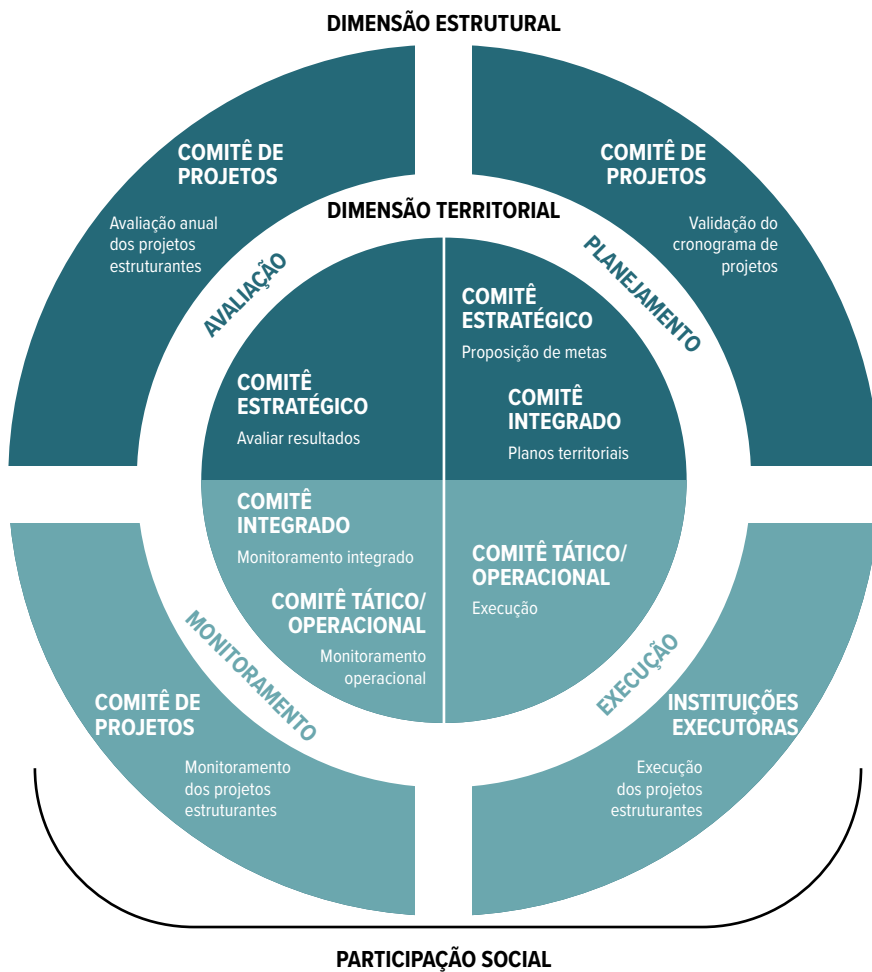 DIMENSÃO ESTRUTURAL
COMITÊ DE
PROJETOS
Avaliação anual
dos projetos
estruturantes
COMITÊ DE
PROJETOS
Validação do
cronograma de
projetos
DIMENSÃO TERRITORIAL
AVALIAÇÃO
PLANEJAMENTO
COMITÊ
ESTRATÉGICO
Avaliar resultados
COMITÊ
ESTRATÉGICO
Proposição de metas
COMITÊ
INTEGRADO
Planos territoriais
COMITÊ
INTEGRADO
Monitoramento integrado
COMITÊ TÁTICO/
OPERACIONAL
Monitoramento
operacional
COMITÊ TÁTICO/
OPERACIONAL
Execução
MONITORAMENTO
EXECUÇÃO
COMITÊ DE
PROJETOS
Monitoramento
dos projetos
estruturantes
INSTITUIÇÕES
EXECUTORAS
Execução
dos projetos
estruturantes
PARTICIPAÇÃO SOCIAL